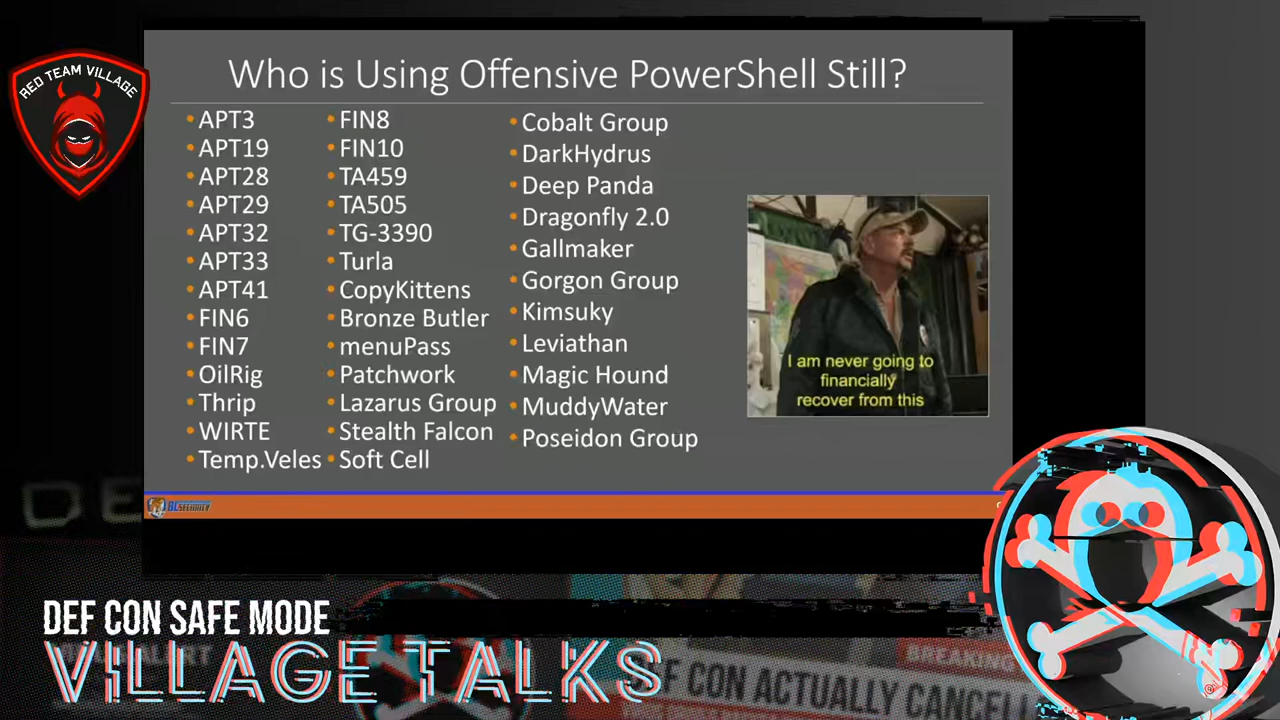 RED TEAM VILLAGE
Who is Using Offensive PowerShell Still?
• APT3
• APT19
• APT28
• APT29
• APT32
• APT33
• APT41
• FIN6
• FIN7
• OilRig
• Thrip
• WIRTE
• Temp.Veles
• FIN8
• FIN10
• TA459
• TA505
• TG-3390
• Turla
• CopyKittens
• Bronze Butler
• menuPass
• Patchwork
• Lazarus Group
• Stealth Falcon
• Soft Cell
• Cobalt Group
• DarkHydrus
• Deep Panda
• Dragonfly 2.0
• Gallmaker
• Gorgon Group
• Kimsuky
• Leviathan
• Magic Hound
• MuddyWater
• Poseidon Group
I am never going to
financially
recover from this
BC SECURITY
DEF CON SAFE MODE
VILLAGE TALKS
BREAKING
DEF CON ACTUALLY CANCELL